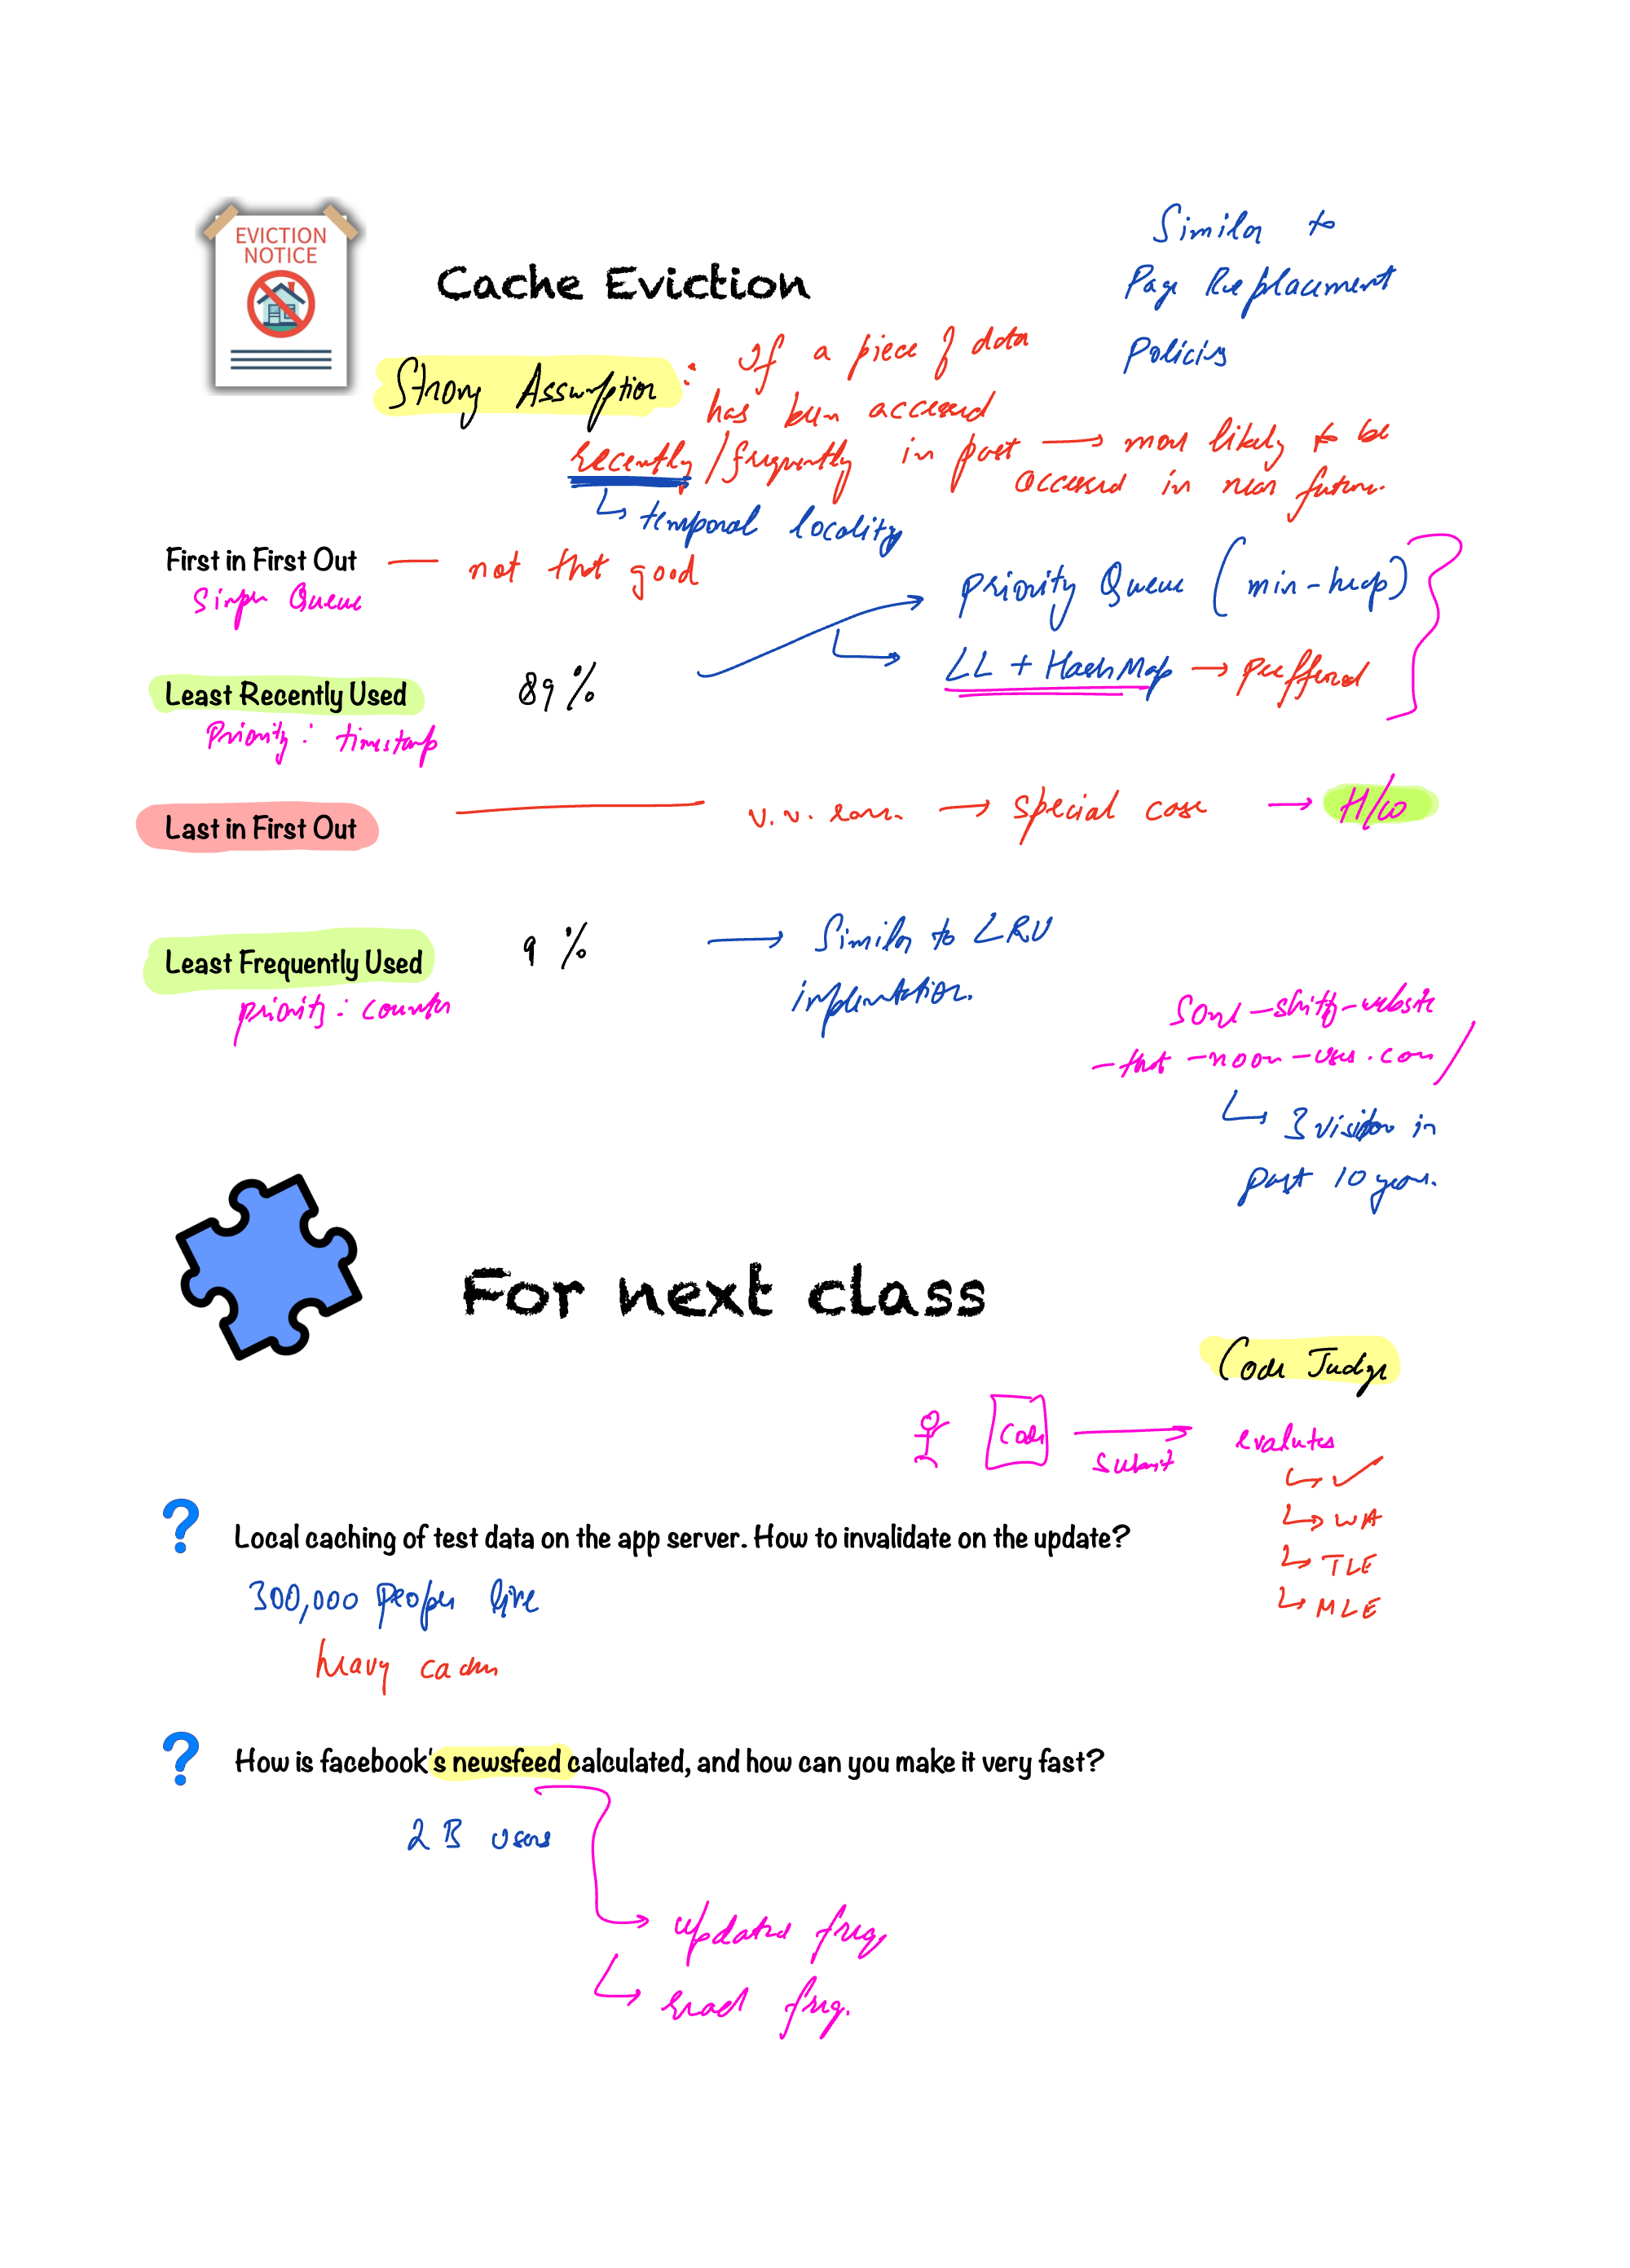 EVICTION
NOTICE
Cache Eviction
Similar to
Page Replacement
Policies
Strong Assumption : If a piece of data
has been accessed
recently / frequently in past → most likely to be
accessed in near future.
↳ temporal locality
First in First Out — not that good
Simple Queue
Priority Queue (min-heap)
LL + HashMap → preffered
Least Recently Used 89%
Priority: timestamp
Last in First Out — v.v. rare. → special case → H/w
Least Frequently Used 9% → Similar to LRU
implementation.
priority: counter
some-shitty-website
-that-noone-uses.com/
↳ 3 visitor in
past 10 years.
For next class
Code Judge
Code submit evalutes
↳ ✓
↳ WA
↳ TLE
↳ MLE
? Local caching of test data on the app server. How to invalidate on the update?
300,000 people live
heavy caches
? How is facebook's newsfeed calculated, and how can you make it very fast?
2 B users
→ updated freq.
↳ read freq.